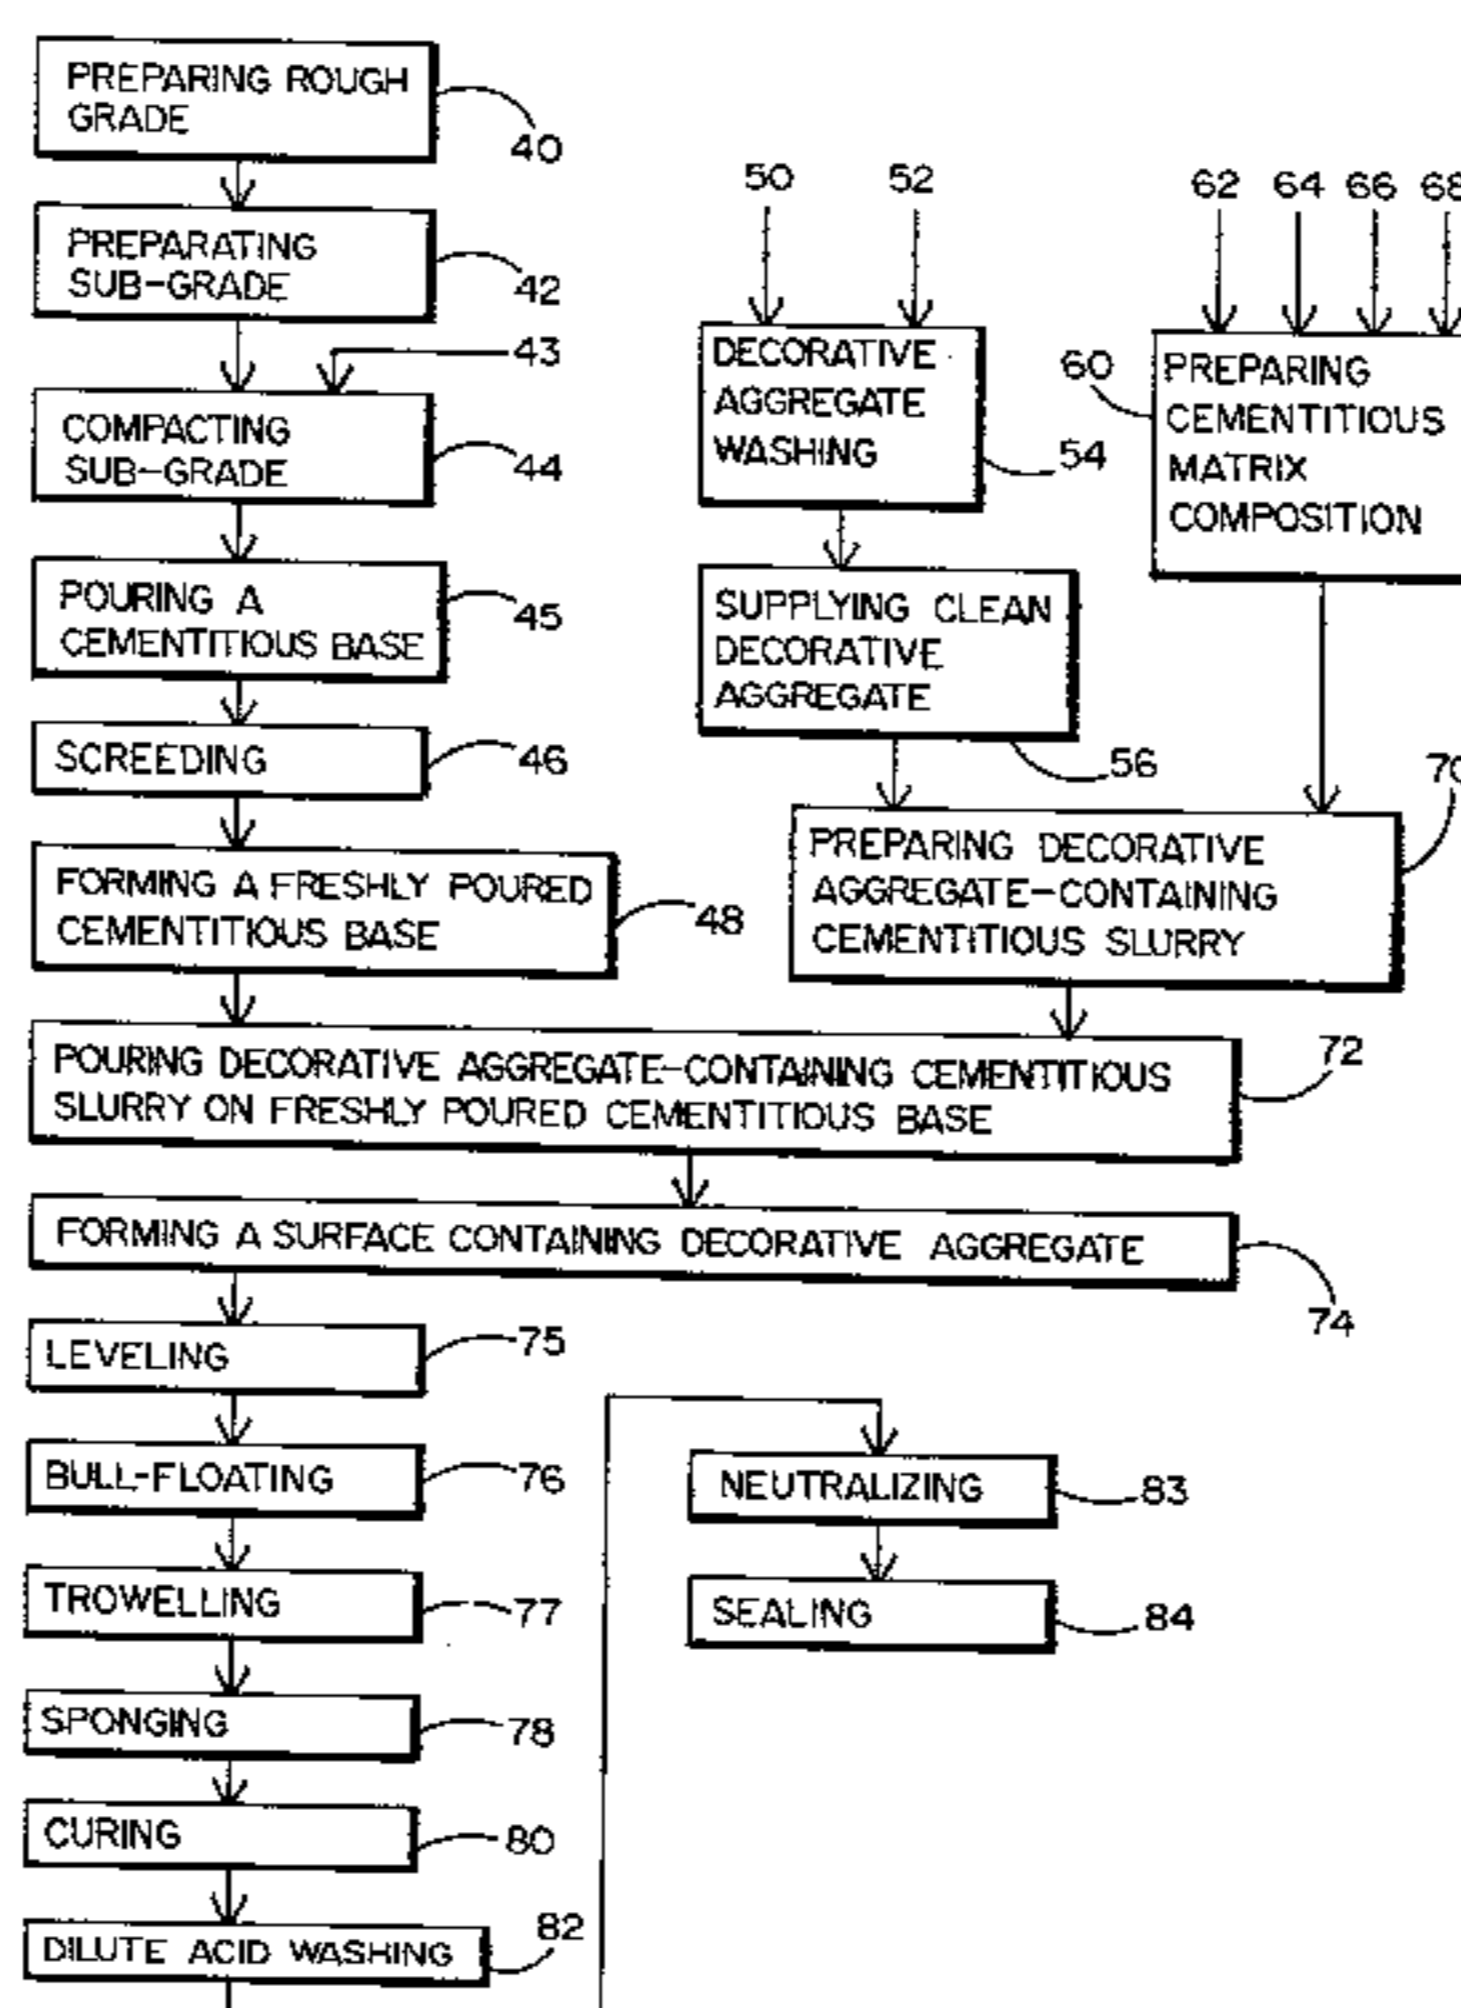 PREPARING ROUGH
GRADE
40
PREPARATING
SUB-GRADE
42
43
COMPACTING
SUB-GRADE
44
POURING A
CEMENTITIOUS BASE
45
SCREEDING
46
FORMING A FRESHLY POURED
CEMENTITIOUS BASE
48
50 52
DECORATIVE
AGGREGATE
WASHING
54
SUPPLYING CLEAN
DECORATIVE
AGGREGATE
56
62 64 66 68
60
PREPARING
CEMENTITIOUS
MATRIX
COMPOSITION
70
PREPARING DECORATIVE
AGGREGATE-CONTAINING
CEMENTITIOUS SLURRY
POURING DECORATIVE AGGREGATE-CONTAINING CEMENTITIOUS
SLURRY ON FRESHLY POURED CEMENTITIOUS BASE
72
FORMING A SURFACE CONTAINING DECORATIVE AGGREGATE
74
LEVELING
75
BULL-FLOATING
76
TROWELLING
77
SPONGING
78
CURING
80
DILUTE ACID WASHING
82
NEUTRALIZING
83
SEALING
84